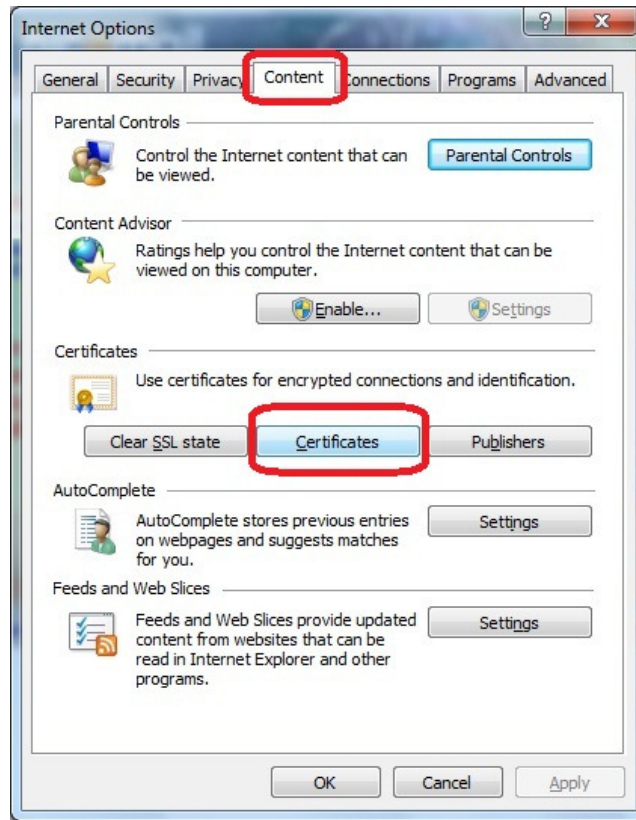 Internet Options
General Security Privacy Content Connections Programs Advanced
Parental Controls
Control the Internet content that can
be viewed.
Parental Controls
Content Advisor
Ratings help you control the Internet content that can be
viewed on this computer.
Enable...
Settings
Certificates
Use certificates for encrypted connections and identification.
Clear SSL state
Certificates
Publishers
AutoComplete
AutoComplete stores previous entries
on webpages and suggests matches
for you.
Settings
Feeds and Web Slices
Feeds and Web Slices provide updated
content from websites that can be
read in Internet Explorer and other
programs.
Settings
OK
Cancel
Apply